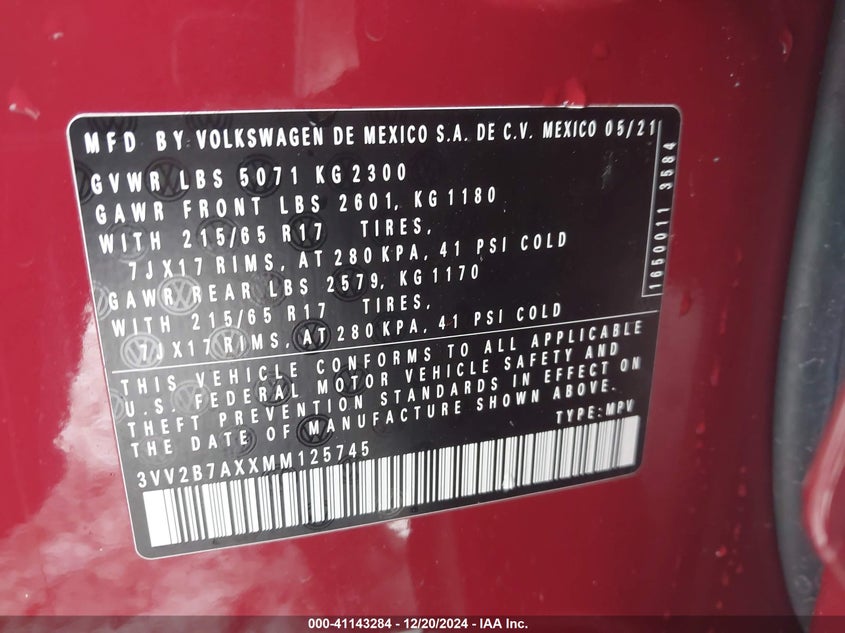 MFD BY VOLKSWAGEN DE MEXICO S.A. DE C.V. MEXICO 05/21
GVWR LBS 5071 KG 2300
GAWR FRONT LBS 2601, KG 1180
WITH 215/65 R17 TIRES,
7JX17 RIMS, AT 280 KPA, 41 PSI COLD
GAWR REAR LBS 2579, KG 1170
WITH 215/65 R17 TIRES,
7JX17 RIMS, AT 280 KPA, 41 PSI COLD
THIS VEHICLE CONFORMS TO ALL APPLICABLE
U.S. FEDERAL MOTOR VEHICLE SAFETY AND
THEFT PREVENTION STANDARDS IN EFFECT ON
THE DATE OF MANUFACTURE SHOWN ABOVE.
TYPE: MPV
3VV2B7AXXMM125745
1650011 3584
000-41143284 - 12/20/2024 - IAA Inc.